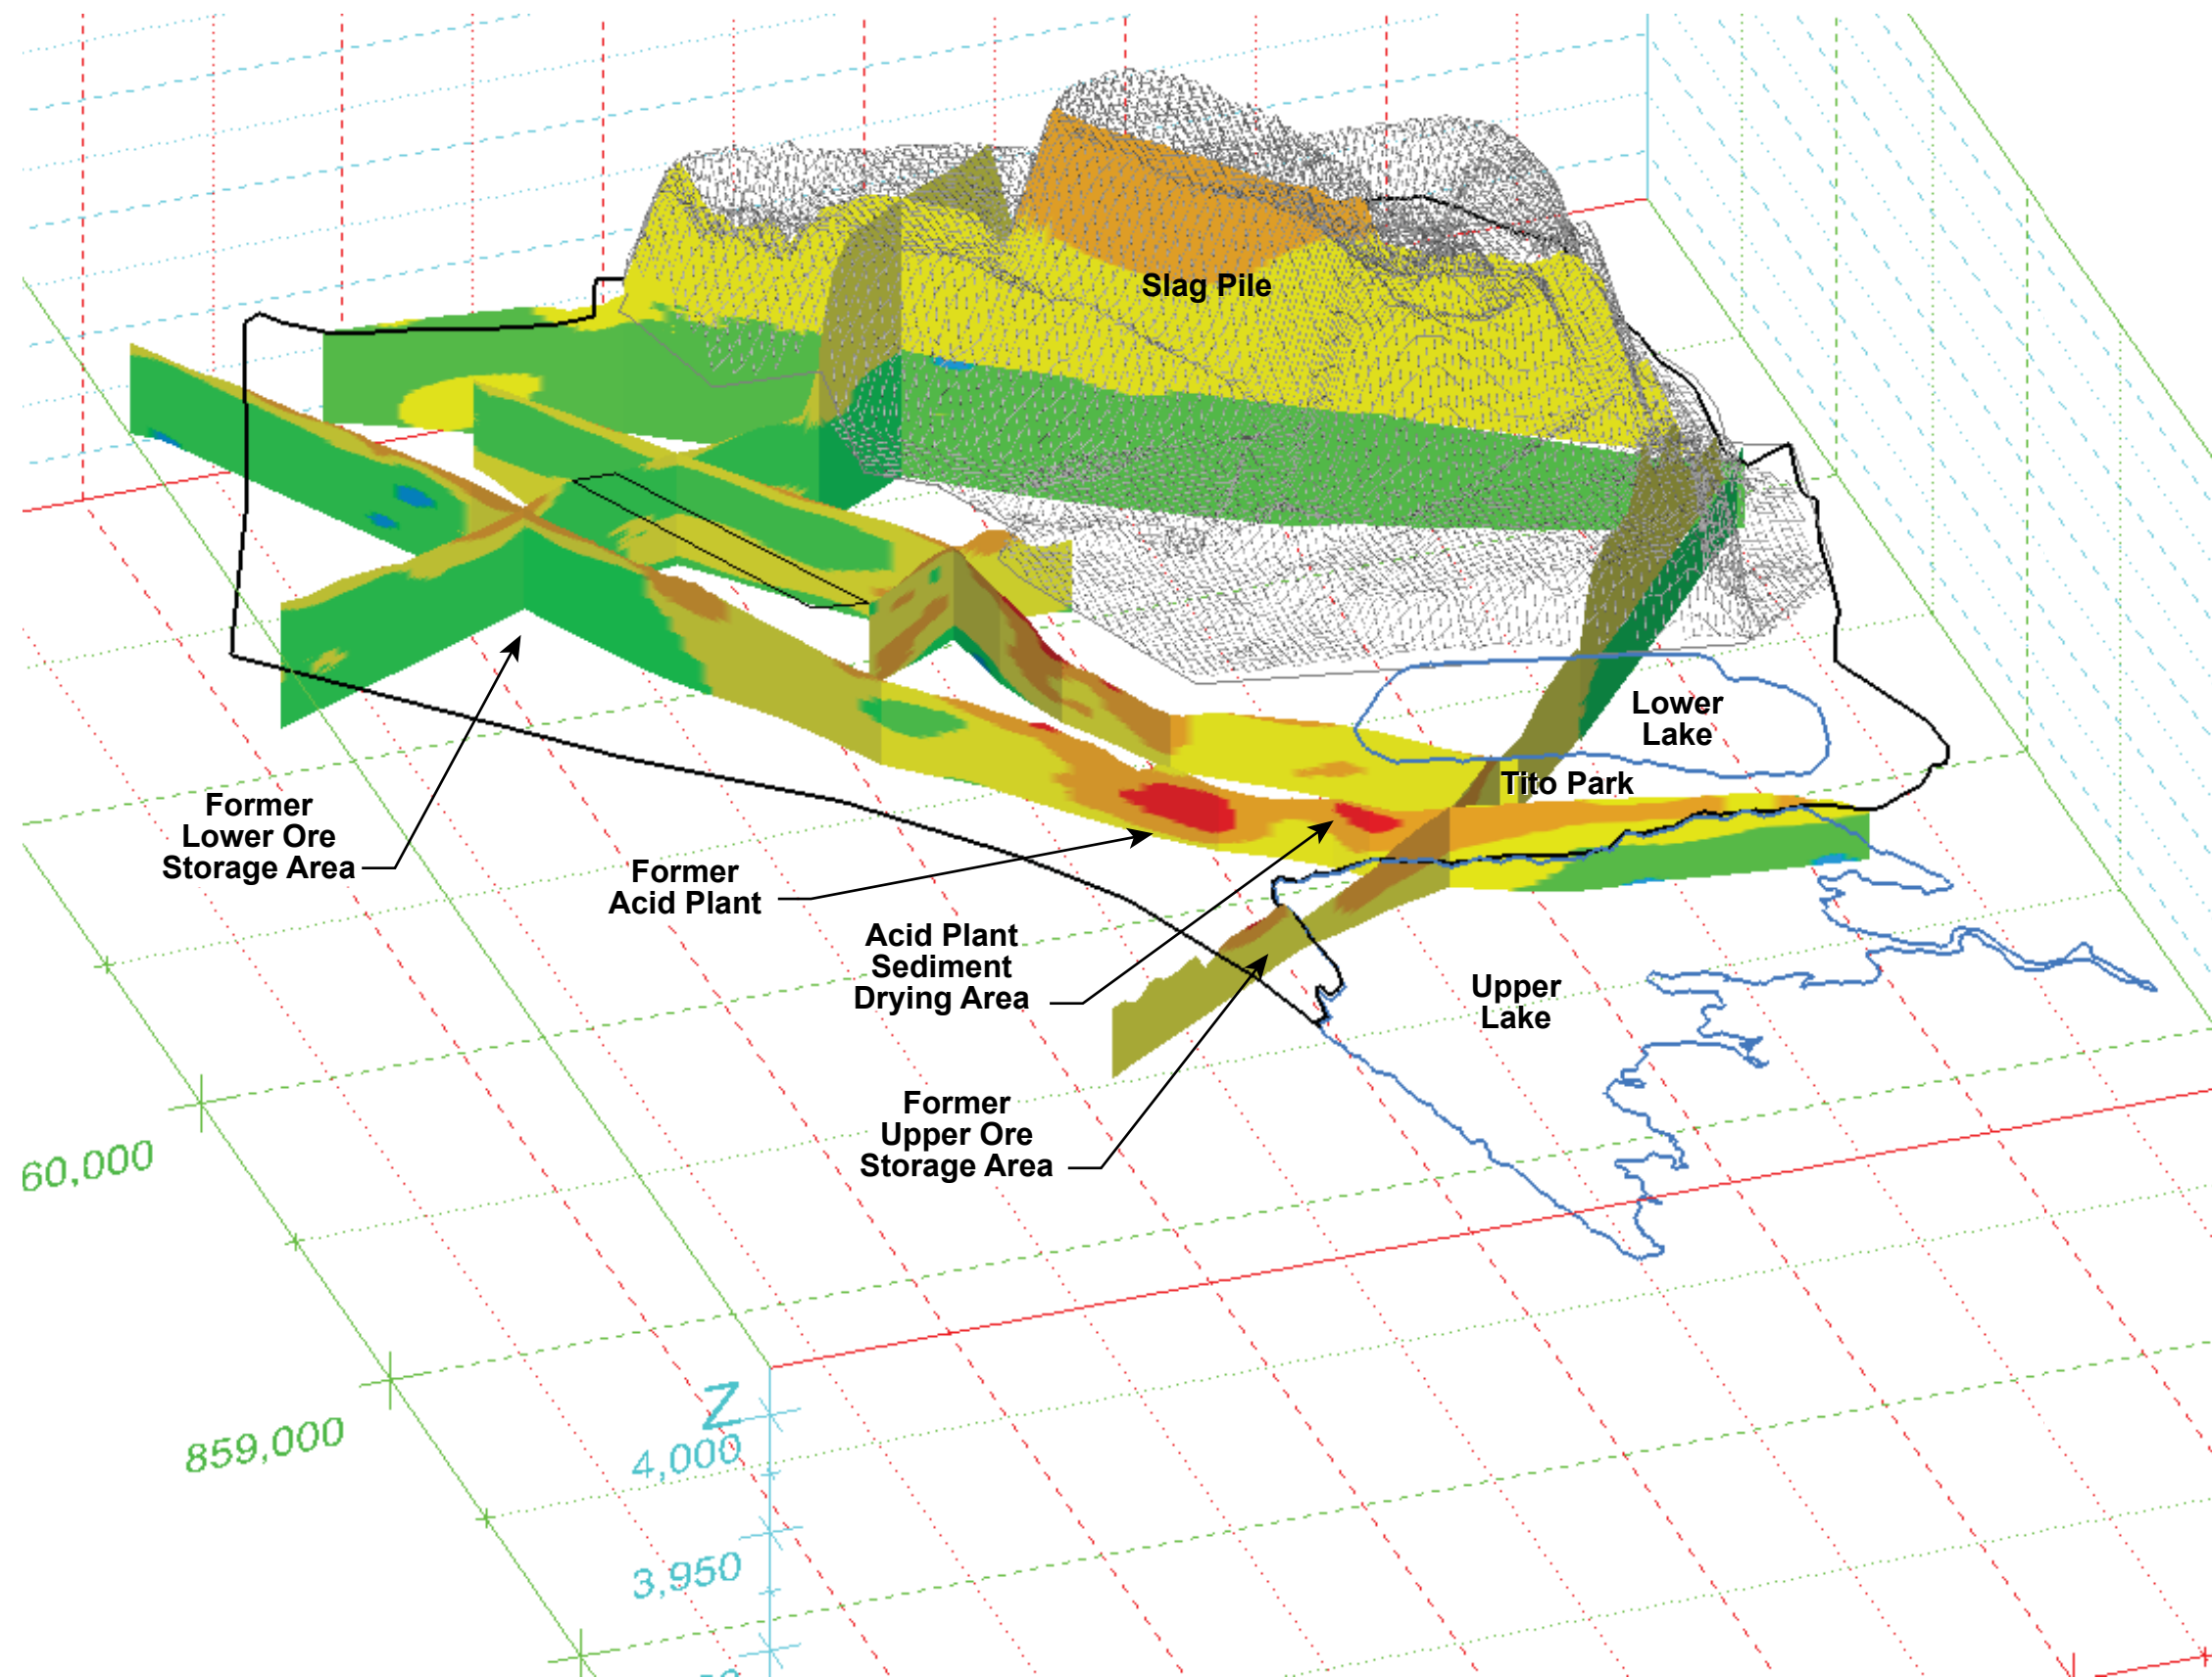 Slag Pile
Lower
Lake
Tito Park
Former
Lower Ore
Storage Area
Former
Acid Plant
Acid Plant
Sediment
Drying Area
Upper
Lake
Former
Upper Ore
Storage Area
60,000
859,000
Z
4,000
3,950